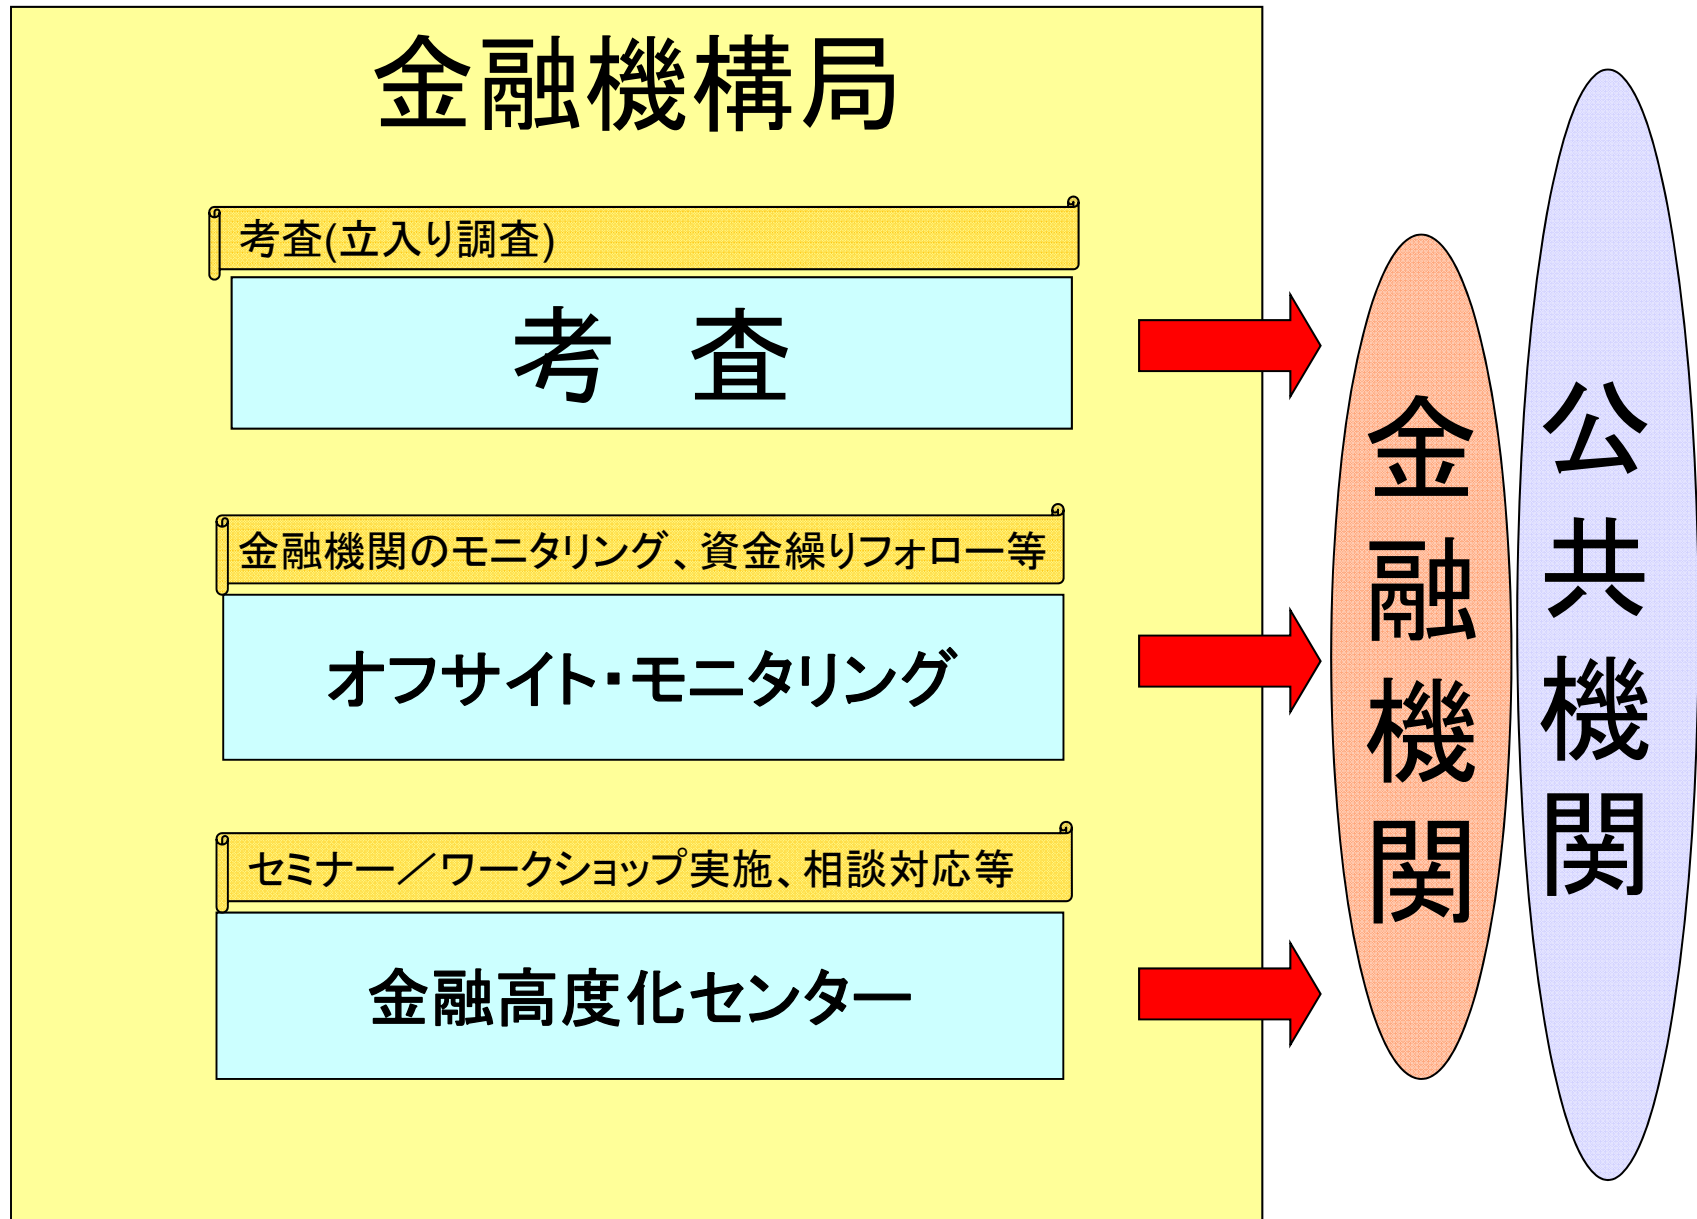 金融機構局
考査(立入り調査)
考　査
金融機関のモニタリング、資金繰りフォロー等
オフサイト・モニタリング
セミナー／ワークショップ実施、相談対応等
金融高度化センター
金融機関
公共機関